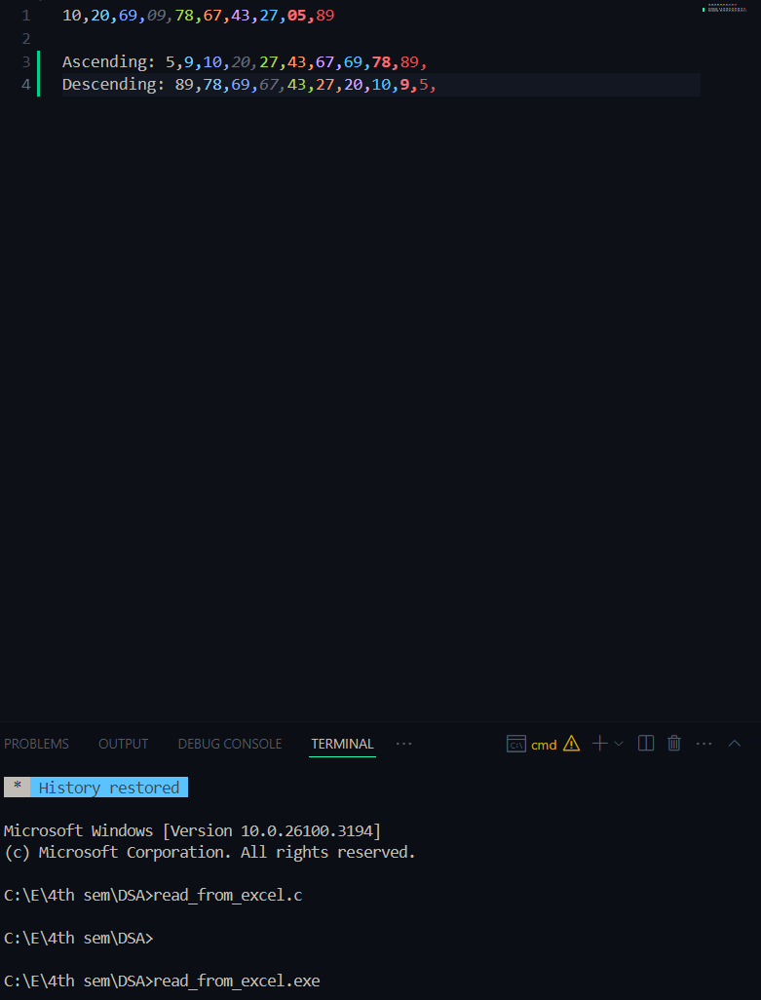 1 10,20,69,09,78,67,43,27,05,89
2
3 Ascending: 5,9,10,20,27,43,67,69,78,89,
4 Descending: 89,78,69,67,43,27,20,10,9,5,
PROBLEMS OUTPUT DEBUG CONSOLE TERMINAL ··· cmd ···
* History restored
Microsoft Windows [Version 10.0.26100.3194]
(c) Microsoft Corporation. All rights reserved.
C:\E\4th sem\DSA>read_from_excel.c
C:\E\4th sem\DSA>
C:\E\4th sem\DSA>read_from_excel.exe